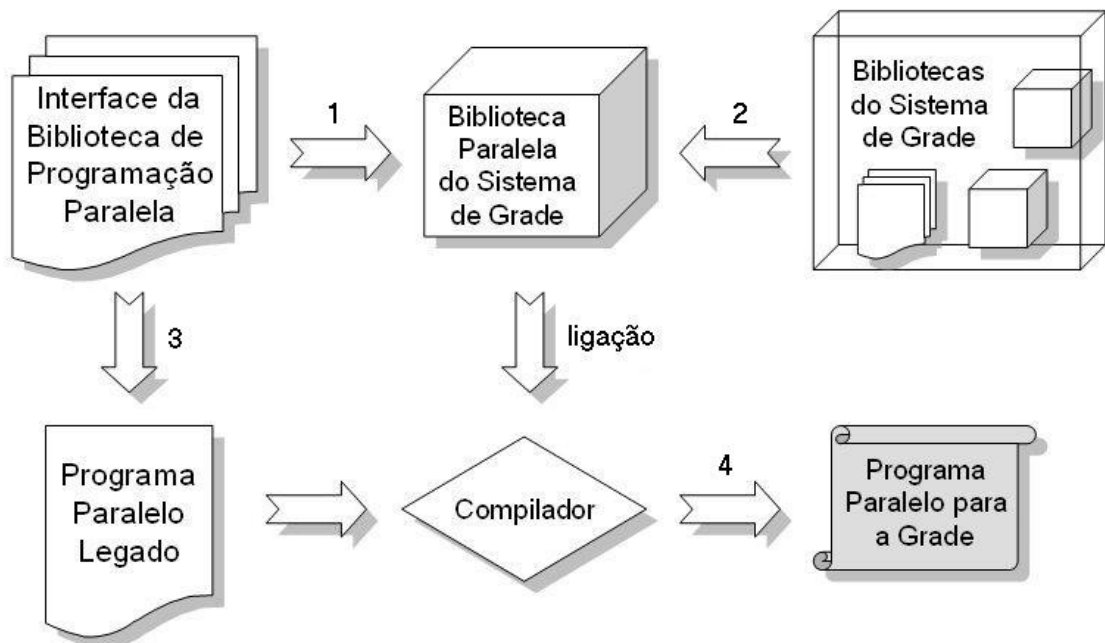 Interface da
Biblioteca de
Programação
Paralela
1
Biblioteca
Paralela
do Sistema
de Grade
2
Bibliotecas
do Sistema
de Grade
3
ligação
Programa
Paralelo
Legado
Compilador
4
Programa
Paralelo para
a Grade